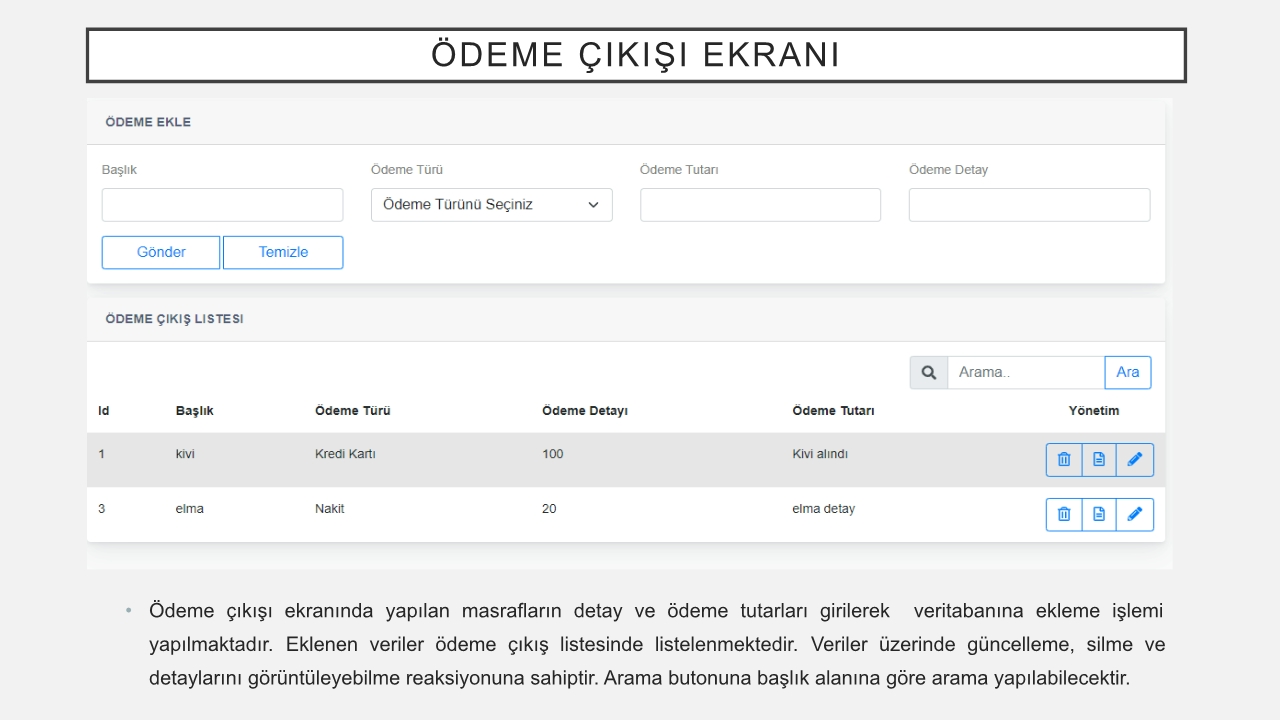 ÖDEME ÇIKIŞI EKRANI
ÖDEME EKLE
Başlık Ödeme Türü Ödeme Tutarı Ödeme Detay
Ödeme Türünü Seçiniz
Gönder Temizle
ÖDEME ÇIKIŞ LISTESI
Arama.. Ara
Id Başlık Ödeme Türü Ödeme Detayı Ödeme Tutarı Yönetim
1 kivi Kredi Kartı 100 Kivi alındı
3 elma Nakit 20 elma detay
• Ödeme çıkışı ekranında yapılan masrafların detay ve ödeme tutarları girilerek veritabanına ekleme işlemi
yapılmaktadır. Eklenen veriler ödeme çıkış listesinde listelenmektedir. Veriler üzerinde güncelleme, silme ve
detaylarını görüntüleyebilme reaksiyonuna sahiptir. Arama butonuna başlık alanına göre arama yapılabilecektir.